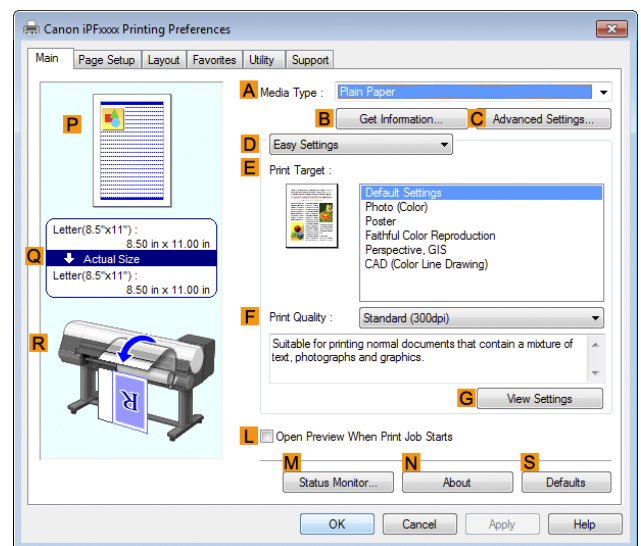 Canon iPFxxxx Printing Preferences
Main Page Setup Layout Favorites Utility Support
P
A Media Type : Plain Paper
B Get Information... C Advanced Settings...
D Easy Settings
E Print Target :
Default Settings
Photo (Color)
Poster
Faithful Color Reproduction
Perspective, GIS
CAD (Color Line Drawing)
Letter(8.5"x11") :
8.50 in x 11.00 in
Q Actual Size
Letter(8.5"x11") :
8.50 in x 11.00 in
F Print Quality : Standard (300dpi)
Suitable for printing normal documents that contain a mixture of
text, photographs and graphics.
G View Settings
R
R
L Open Preview When Print Job Starts
M Status Monitor... N About S Defaults
OK Cancel Apply Help